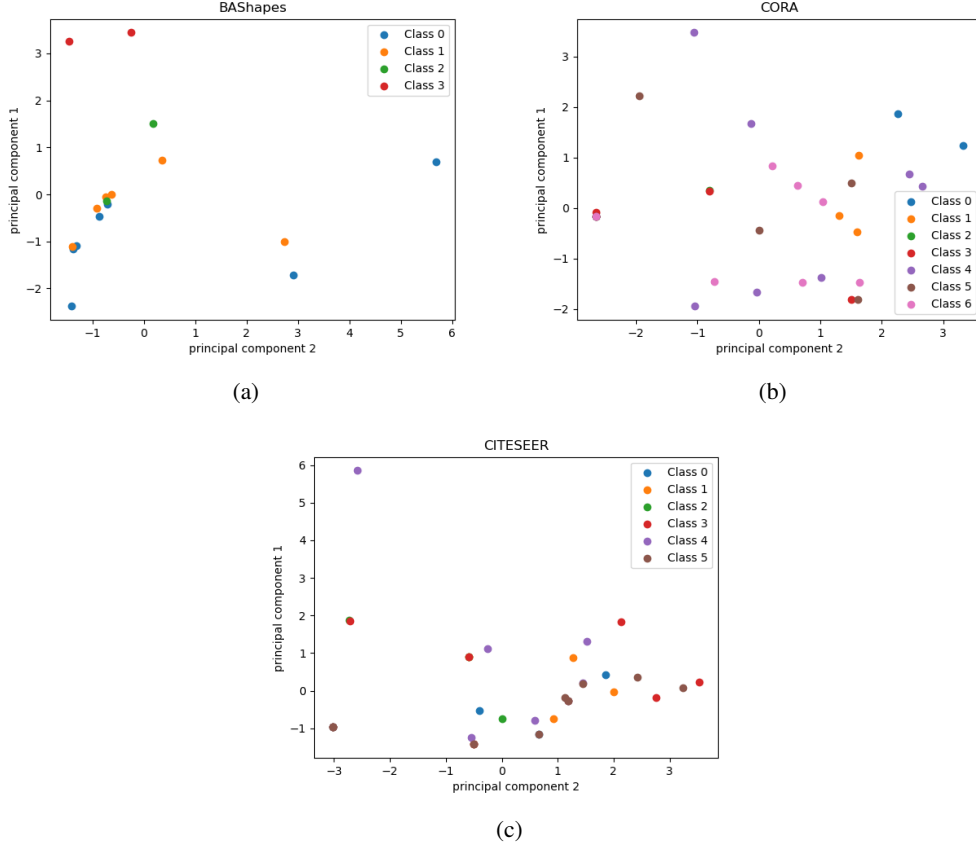 BAShapes
Class 0
Class 1
Class 2
Class 3
3
2
1
0
−1
−2
principal component 1
−1
0
1
2
3
4
5
6
principal component 2
(a)
CORA
3
2
1
0
−1
−2
principal component 1
Class 0
Class 1
Class 2
Class 3
Class 4
Class 5
Class 6
−2
−1
0
1
2
3
principal component 2
(b)
CITESEER
6
5
4
3
2
1
0
−1
principal component 1
Class 0
Class 1
Class 2
Class 3
Class 4
Class 5
−3
−2
−1
0
1
2
3
principal component 2
(c)